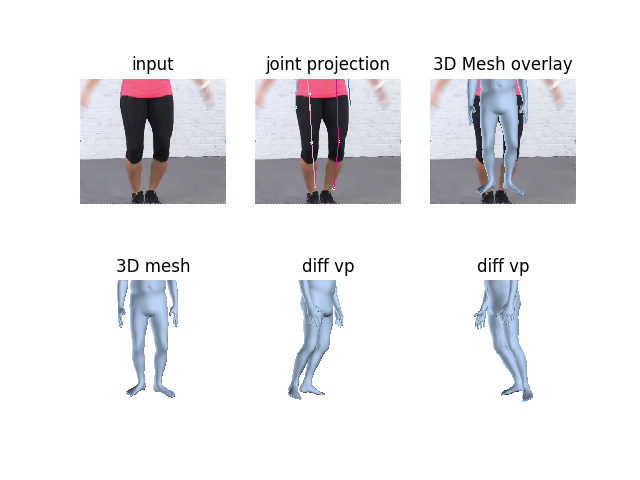 input
joint projection
3D Mesh overlay
3D mesh
diff vp
diff vp